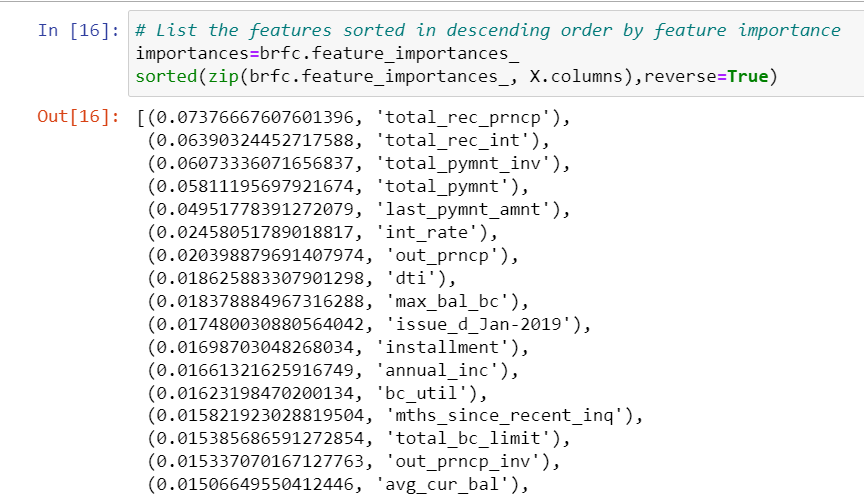 In [16]: # List the features sorted in descending order by feature importance
importances=brfc.feature_importances_
sorted(zip(brfc.feature_importances_, X.columns),reverse=True)
Out[16]: [(0.07376667607601396, 'total_rec_prncp'),
(0.06390324452717588, 'total_rec_int'),
(0.06073336071656837, 'total_pymnt_inv'),
(0.05811195697921674, 'total_pymnt'),
(0.04951778391272079, 'last_pymnt_amnt'),
(0.02458051789018817, 'int_rate'),
(0.020398879691407974, 'out_prncp'),
(0.018625883307901298, 'dti'),
(0.018378884967316288, 'max_bal_bc'),
(0.017480030880564042, 'issue_d_Jan-2019'),
(0.01698703048268034, 'installment'),
(0.01661321625916749, 'annual_inc'),
(0.01623198470200134, 'bc_util'),
(0.015821923028819504, 'mths_since_recent_inq'),
(0.015385686591272854, 'total_bc_limit'),
(0.015337070167127763, 'out_prncp_inv'),
(0.01506649550412446, 'avg_cur_bal'),